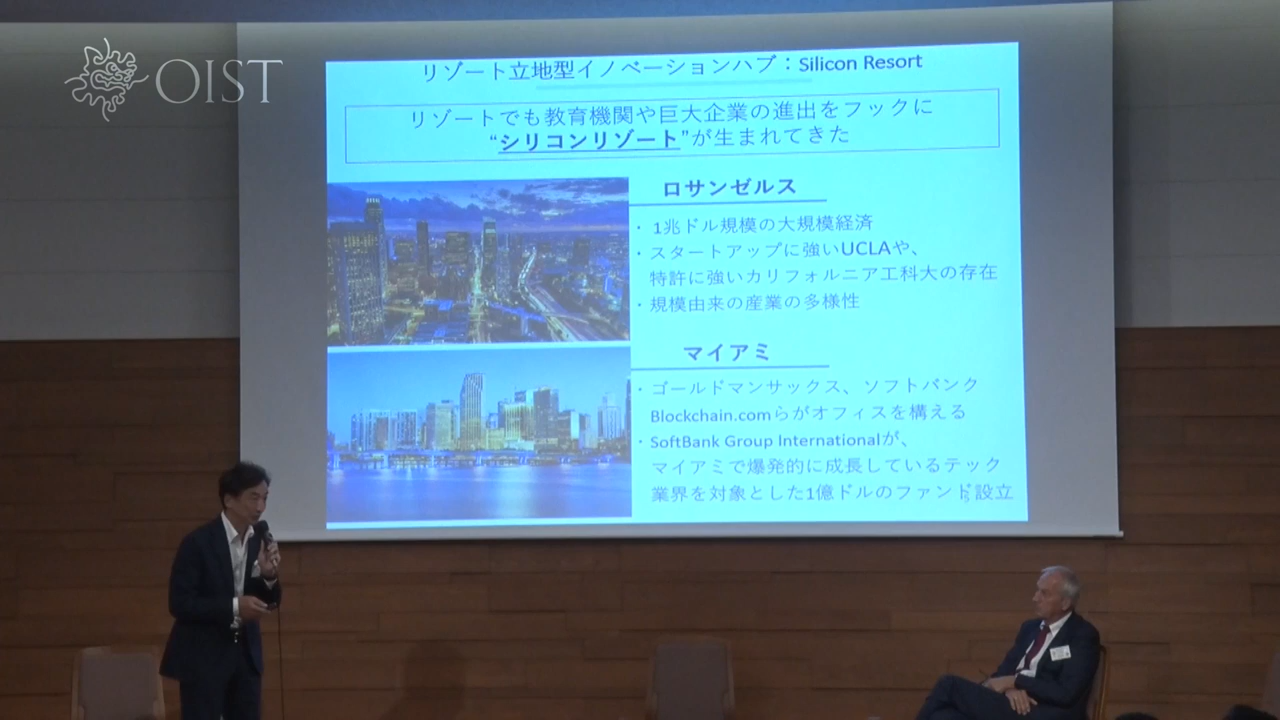 OIST
リゾート立地型イノベーションハブ：Silicon Resort
リゾートでも教育機関や巨大企業の進出をフックに
“シリコンリゾート”が生まれてきた
ロサンゼルス
・ 1兆ドル規模の大規模経済
・ スタートアップに強いUCLAや、
特許に強いカリフォルニア工科大の存在
・ 規模由来の産業の多様性
マイアミ
・ ゴールドマンサックス、ソフトバンク
Blockchain.comらがオフィスを構える
・ SoftBank Group Internationalが、
マイアミで爆発的に成長しているテック
業界を対象とした1億ドルのファンド設立